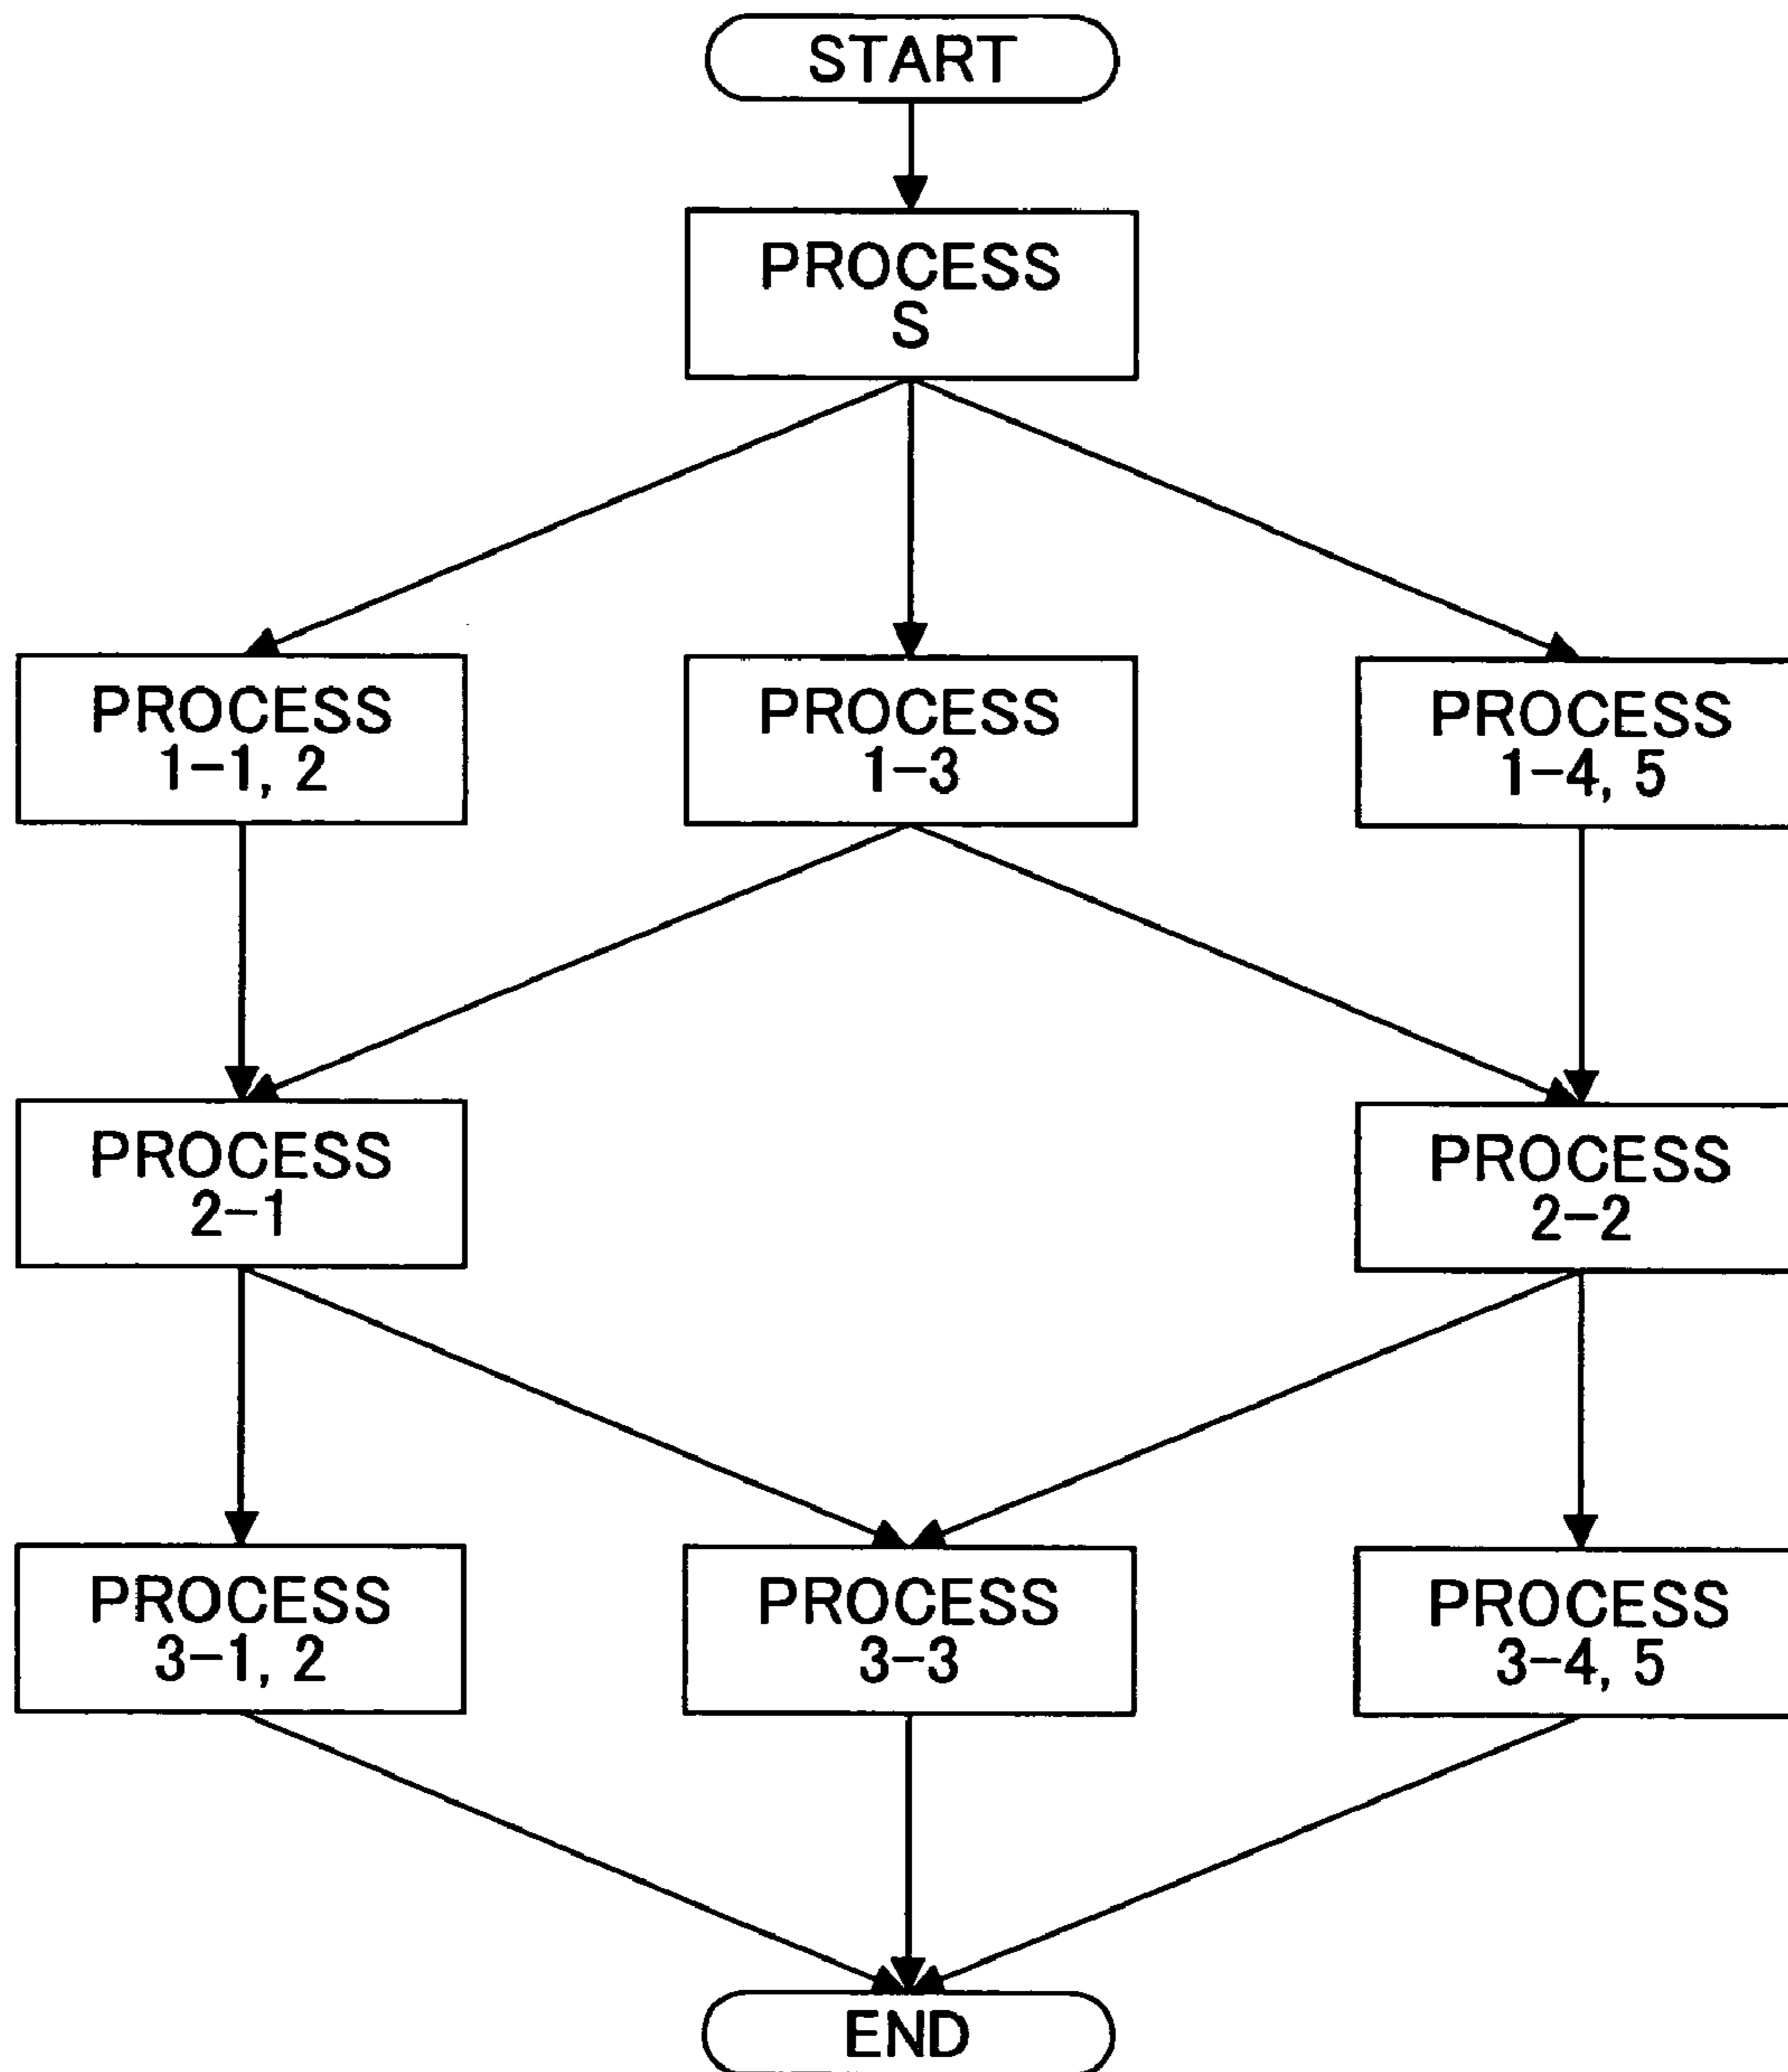 START
PROCESS
S
PROCESS
1-1, 2
PROCESS
1-3
PROCESS
1-4, 5
PROCESS
2-1
PROCESS
2-2
PROCESS
3-1, 2
PROCESS
3-3
PROCESS
3-4, 5
END